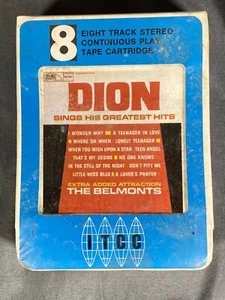 8
EIGHT TRACK STEREO
CONTINUOUS PLAY
TAPE CARTRIDGE
DION
SINGS HIS GREATEST HITS
I WONDER WHY • A TEENAGER IN LOVE
• WHERE OR WHEN • LONELY TEENAGER •
WHEN YOU WISH UPON A STAR • TEEN ANGEL
THAT'S MY DESIRE • NO ONE KNOWS
IN THE STILL OF THE NIGHT • DON'T PITY ME
LITTLE MISS BLUE • A LOVER'S PRAYER •
EXTRA ADDED ATTRACTION
THE BELMONTS
ITCC